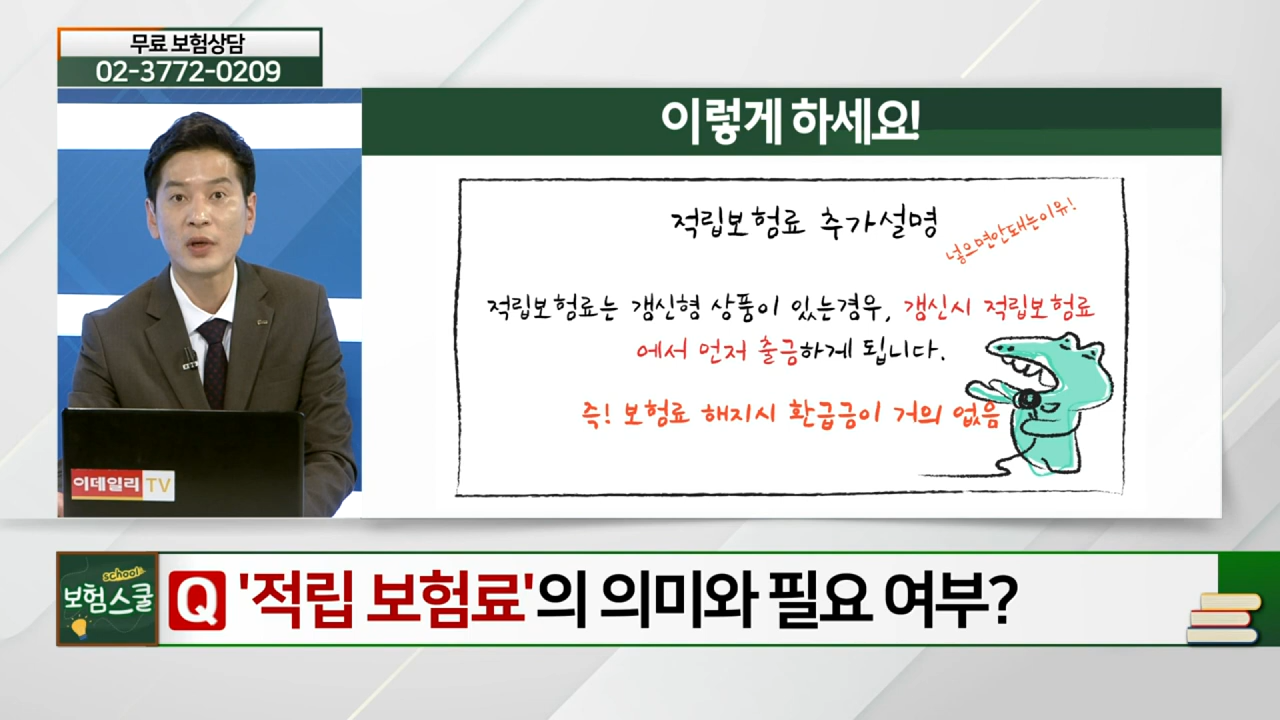 무료 보험상담
02-3772-0209
이렇게 하세요!
적립보험료 추가설명
넣으면안돼는이유!
적립보험료는 갱신형 상품이 있는경우, 갱신시 적립보험료
에서 먼저 출금하게 됩니다.
즉! 보험료 해지시 환급금이 거의 없음
이데일리TV
school
보험스쿨
Q '적립 보험료'의 의미와 필요 여부?